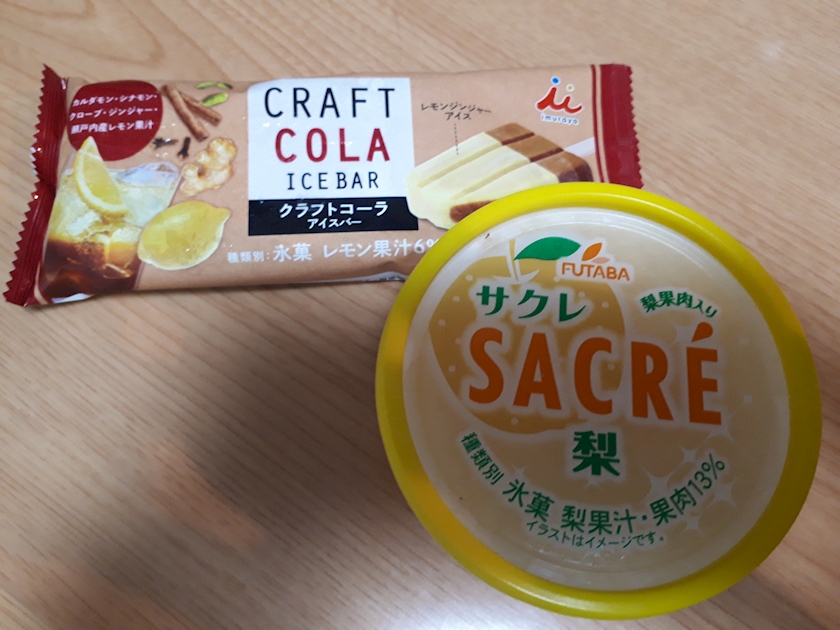 カルダモン・シナモン・
クローブ・ジンジャー・
瀬戸内産レモン果汁
CRAFT
COLA
ICE BAR
クラフトコーラ
アイスバー
種類別:氷菓 レモン果汁6%
レモンジンジャー
アイス
imuraya
FUTABA
サクレ
梨果肉入り
SACRÉ
梨
種類別 氷菓 梨果汁・果肉13%
イラストはイメージです。